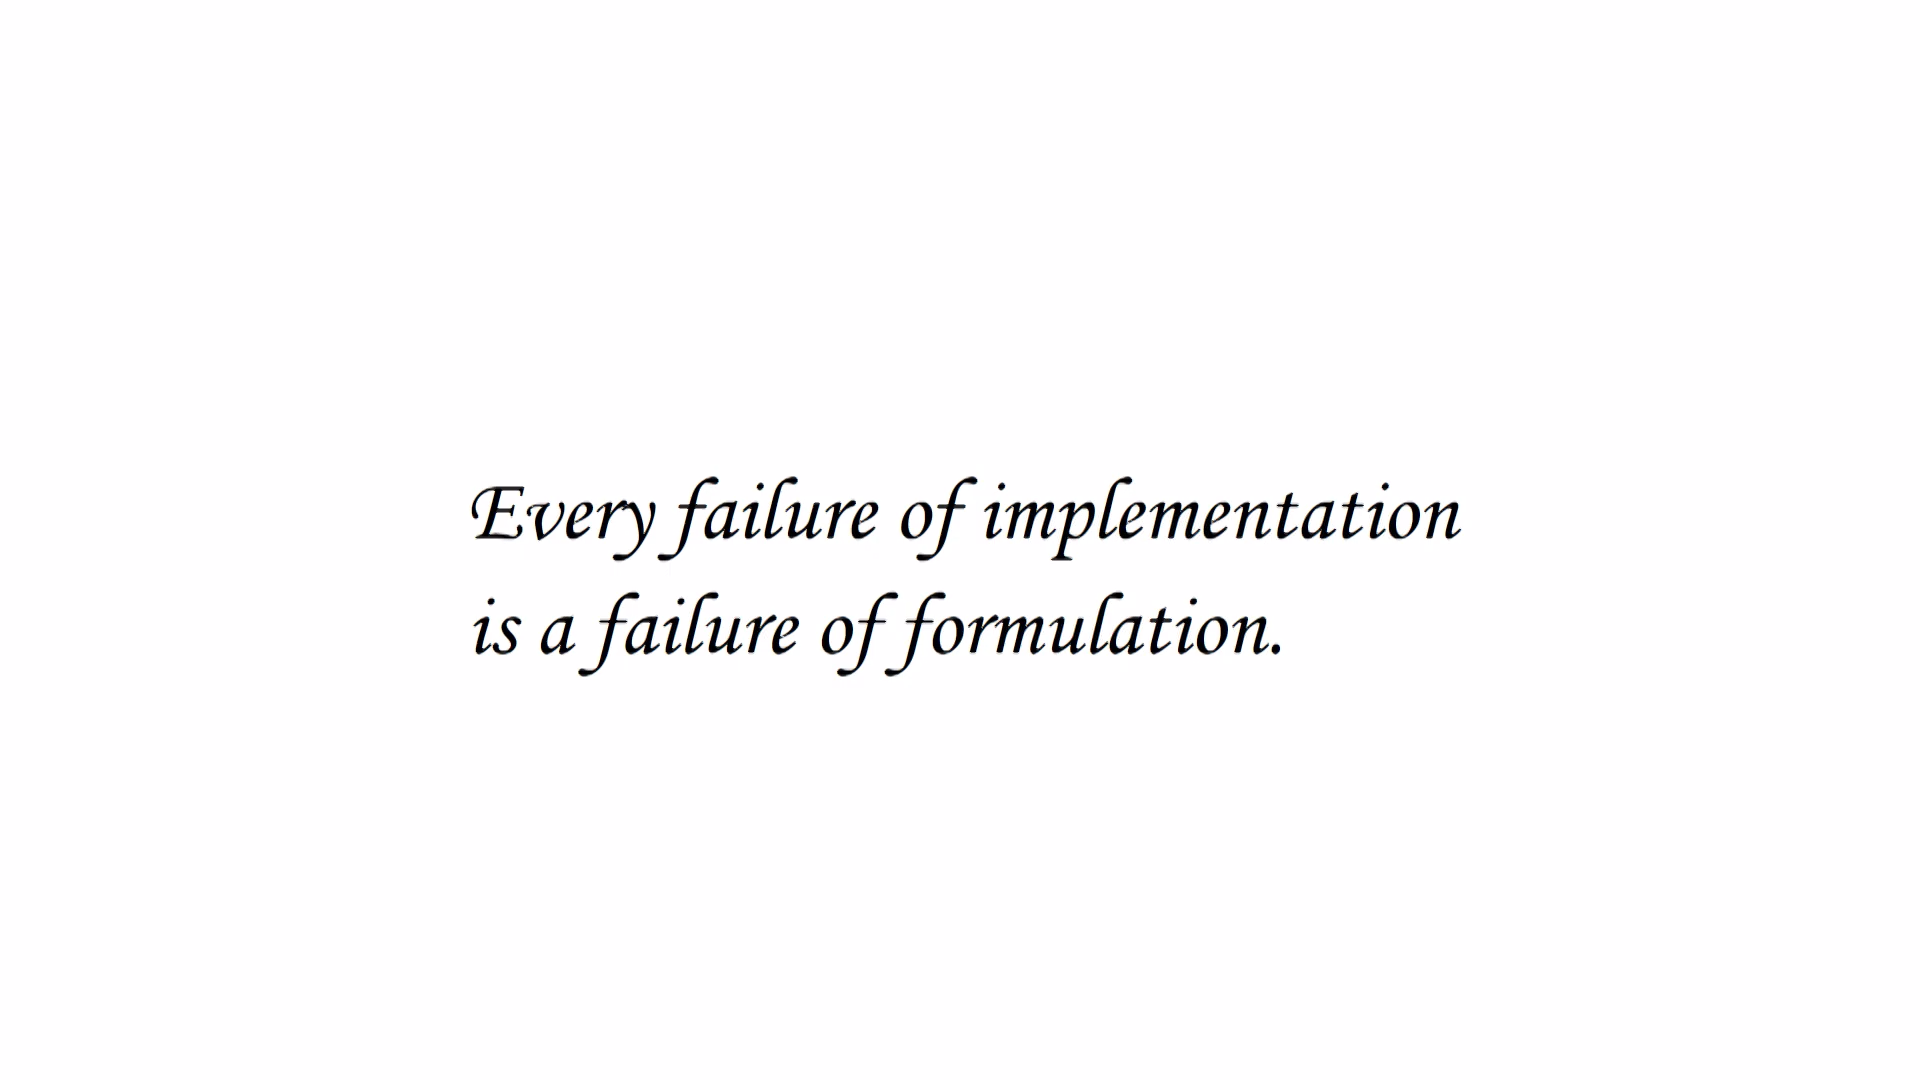 Every failure of implementation
is a failure of formulation.